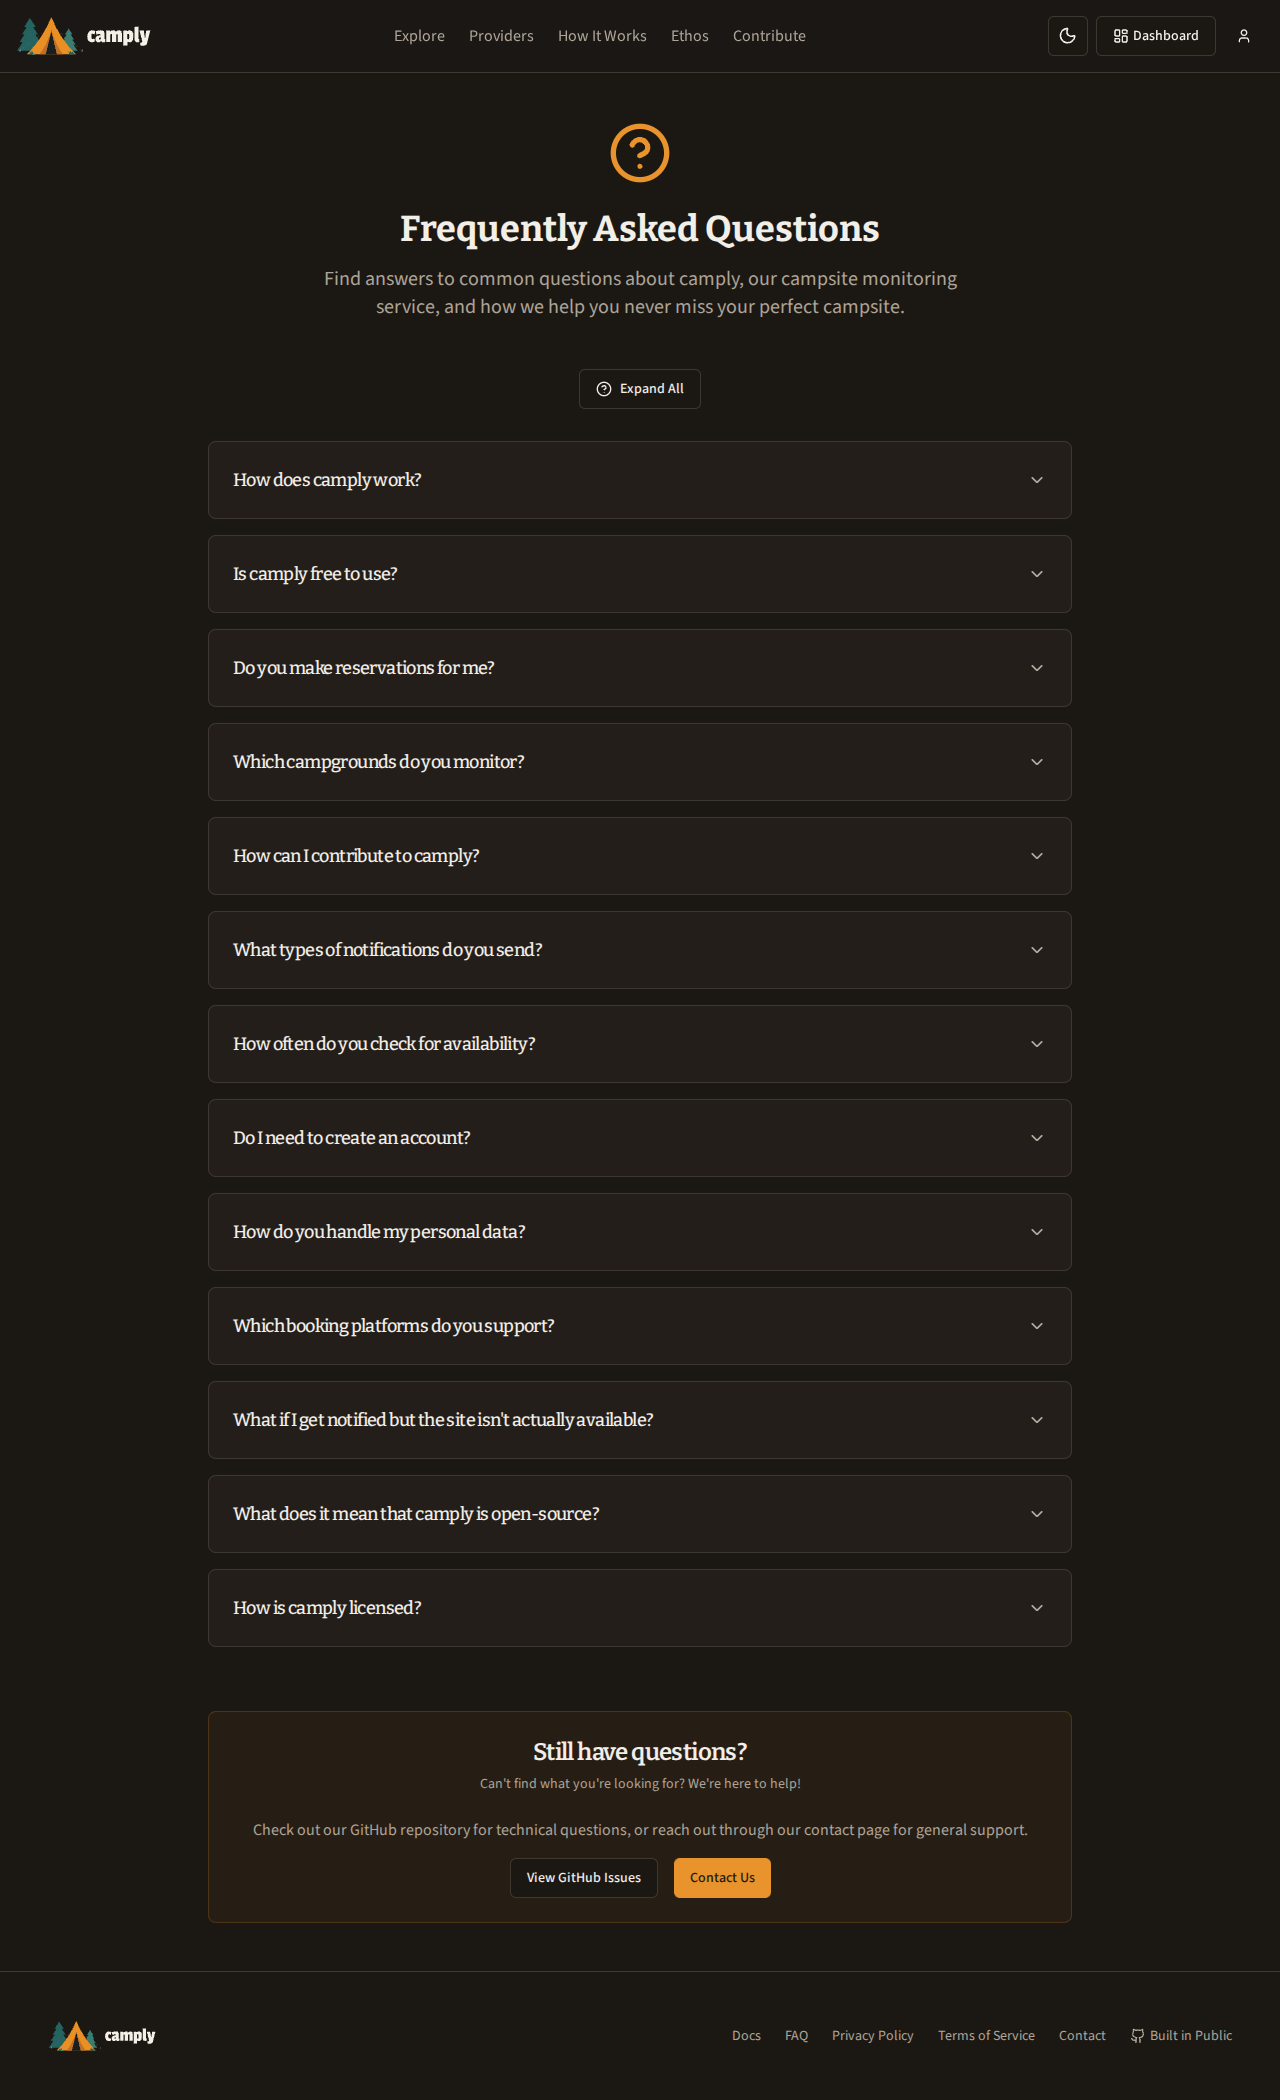 camply
Explore Providers How It Works Ethos Contribute
Dashboard
Frequently Asked Questions
Find answers to common questions about camply, our campsite monitoring
service, and how we help you never miss your perfect campsite.
Expand All
How does camply work?
Is camply free to use?
Do you make reservations for me?
Which campgrounds do you monitor?
How can I contribute to camply?
What types of notifications do you send?
How often do you check for availability?
Do I need to create an account?
How do you handle my personal data?
Which booking platforms do you support?
What if I get notified but the site isn't actually available?
What does it mean that camply is open-source?
How is camply licensed?
Still have questions?
Can't find what you're looking for? We're here to help!
Check out our GitHub repository for technical questions, or reach out through our contact page for general support.
View GitHub Issues
Contact Us
camply
Docs FAQ Privacy Policy Terms of Service Contact Built in Public